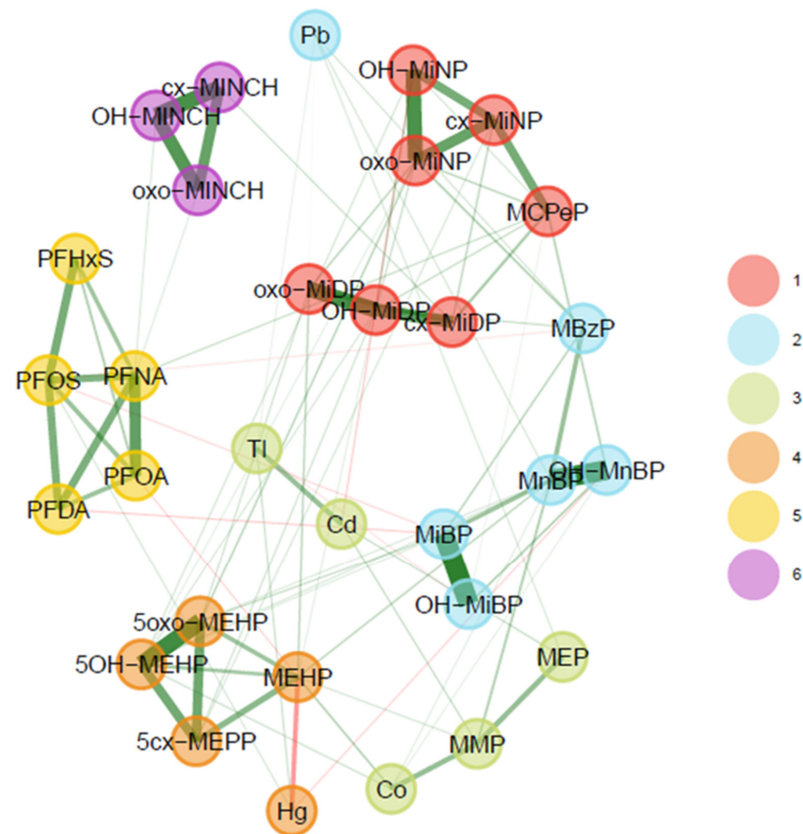 Pb
OH−MiNP
cx−MINCH
OH−MINCH
cx−MiNP
oxo−MiNP
oxo−MINCH
MCPeP
PFHxS
oxo−MiDP
OH−MiDP
cx−MiDP
MBzP
PFOS
PFNA
Tl
PFOA
MnBP
OH−MnBP
PFDA
Cd
MiBP
OH−MiBP
5oxo−MEHP
5OH−MEHP
MEHP
MEP
5cx−MEPP
MMP
Co
Hg
1
2
3
4
5
6